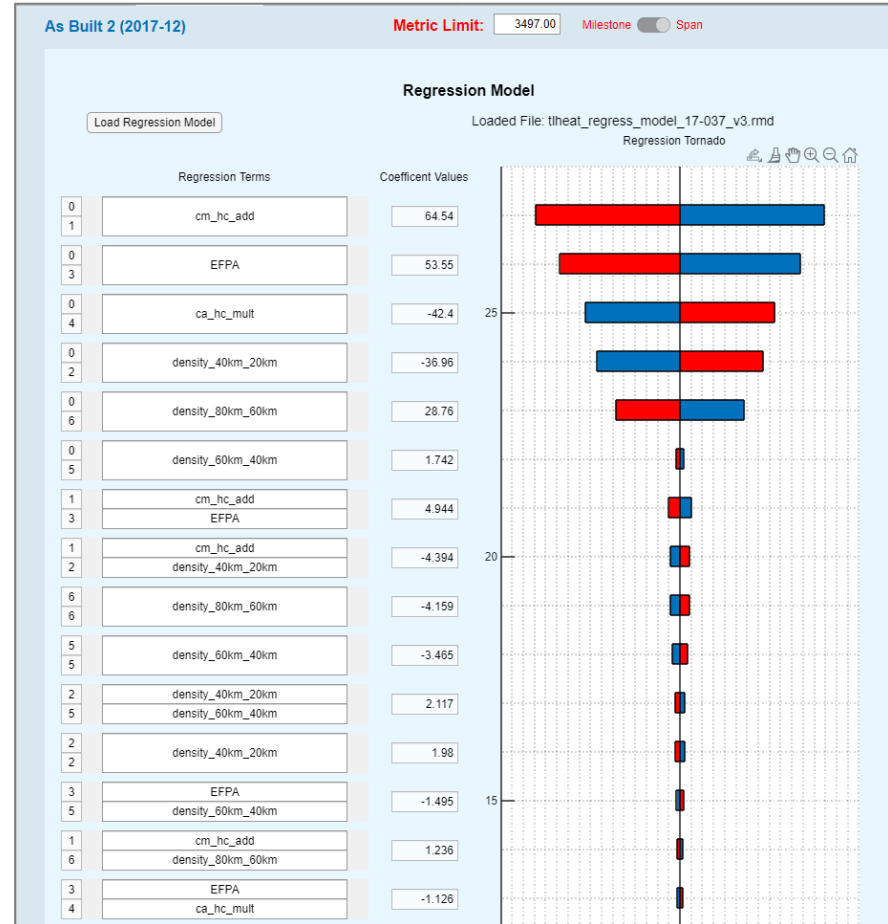 As Built 2 (2017-12) Metric Limit: 3497.00 Milestone Span
Regression Model
Load Regression Model Loaded File: tlheat_regress_model_17-037_v3.rmd
Regression Tornado
Regression Terms Coefficent Values
0
1
cm_hc_add 64.54
0
3
EFPA 53.55
0
4
ca_hc_mult -42.4 25
0
2
density_40km_20km -36.96
0
6
density_80km_60km 28.76
0
5
density_60km_40km 1.742
1 cm_hc_add
3 EFPA
4.944
1 cm_hc_add
2 density_40km_20km
-4.394 20
6
6
density_80km_60km -4.159
5
5
density_60km_40km -3.465
2 density_40km_20km
5 density_60km_40km
2.117
2
2
density_40km_20km 1.98
3 EFPA
5 density_60km_40km
-1.495 15
1 cm_hc_add
6 density_80km_60km
1.236
3 EFPA
4 ca_hc_mult
-1.126